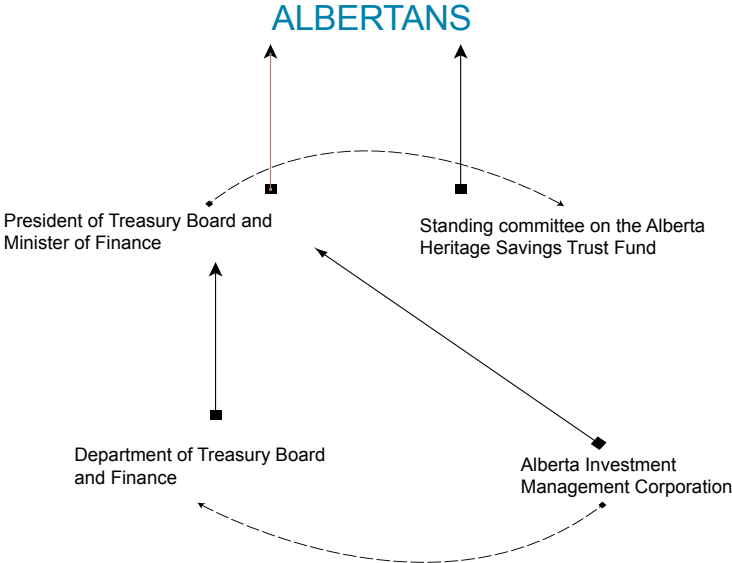 ALBERTANS
President of Treasury Board and
Minister of Finance
Standing committee on the Alberta
Heritage Savings Trust Fund
Department of Treasury Board
and Finance
Alberta Investment
Management Corporation